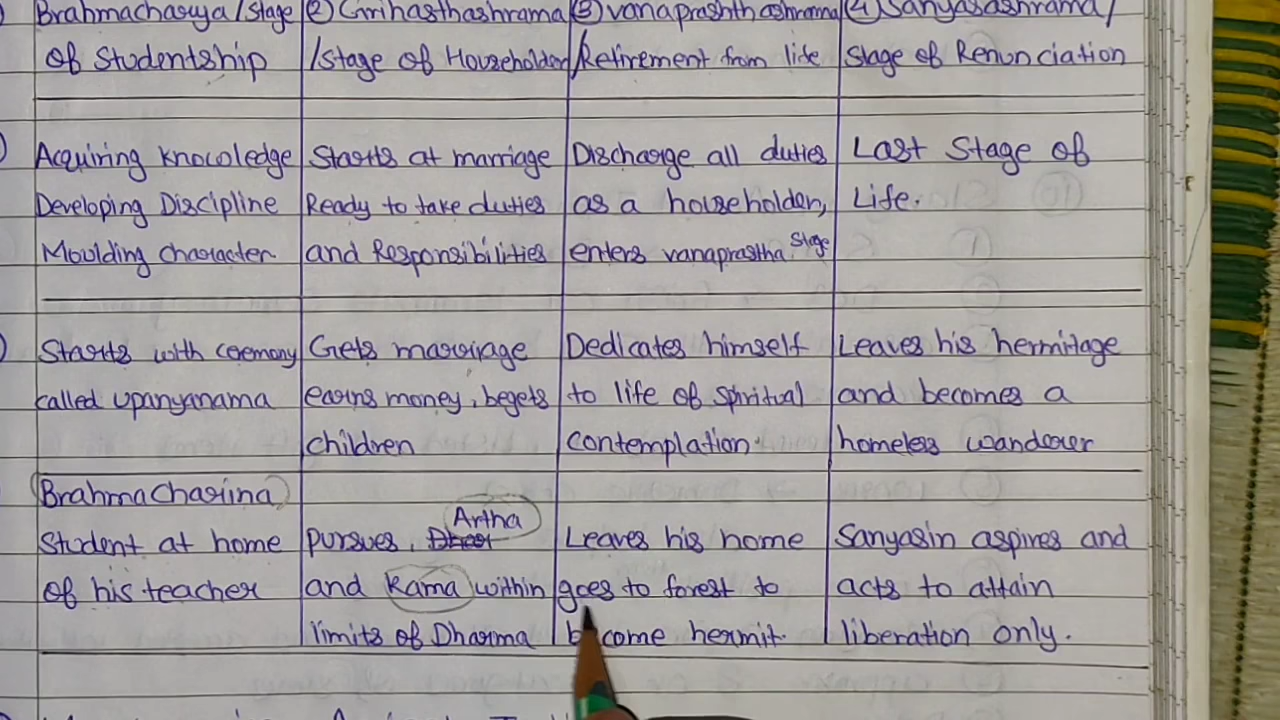 Brahmacharya/Stage ② Grihasthashrama ③ Vanaprashthashrama ④ Sanyasashrama/
of Studentship /Stage of Householder /Retirement from life Stage of Renunciation
Acquiring knowledge Starts at marriage Discharge all duties Last Stage of
Developing Discipline Ready to take duties as a householder, Life.
Moulding character and Responsibilities enters vanaprastha stage
Starts with ceremony Gets marriage Dedicates himself Leaves his hermitage
called upanyanama earns money, begets to life of spiritual and becomes a
children contemplation. homeless wanderer
Brahmacharina
Artha
Student at home pursues, Leaves his home Sanyasin aspires and
of his teacher and Kama within goes to forest to acts to attain
limits of Dharma become hermit liberation only.